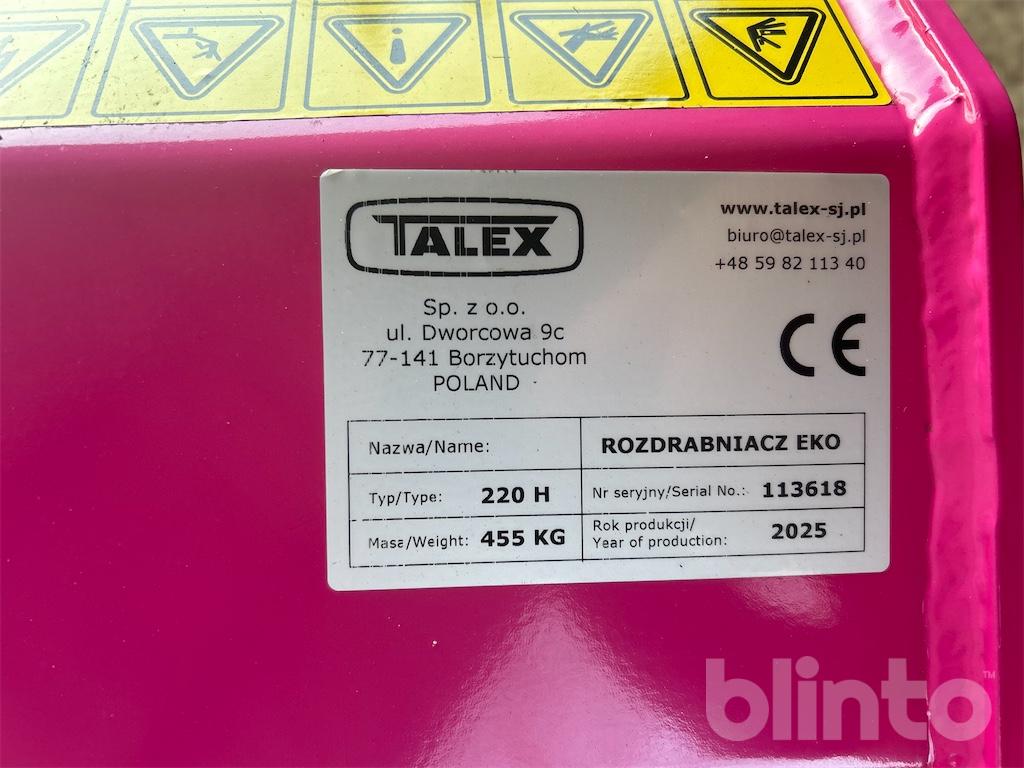 TALEX
www.talex-sj.pl
biuro@talex-sj.pl
+48 59 82 113 40
Sp. z o.o.
ul. Dworcowa 9c
77-141 Borzytuchom
POLAND
CE
Nazwa/Name: ROZDRABNIACZ EKO
Typ/Type: 220 H Nr seryjny/Serial No.: 113618
Masa/Weight: 455 KG Rok produkcji/
Year of production: 2025
blinto™